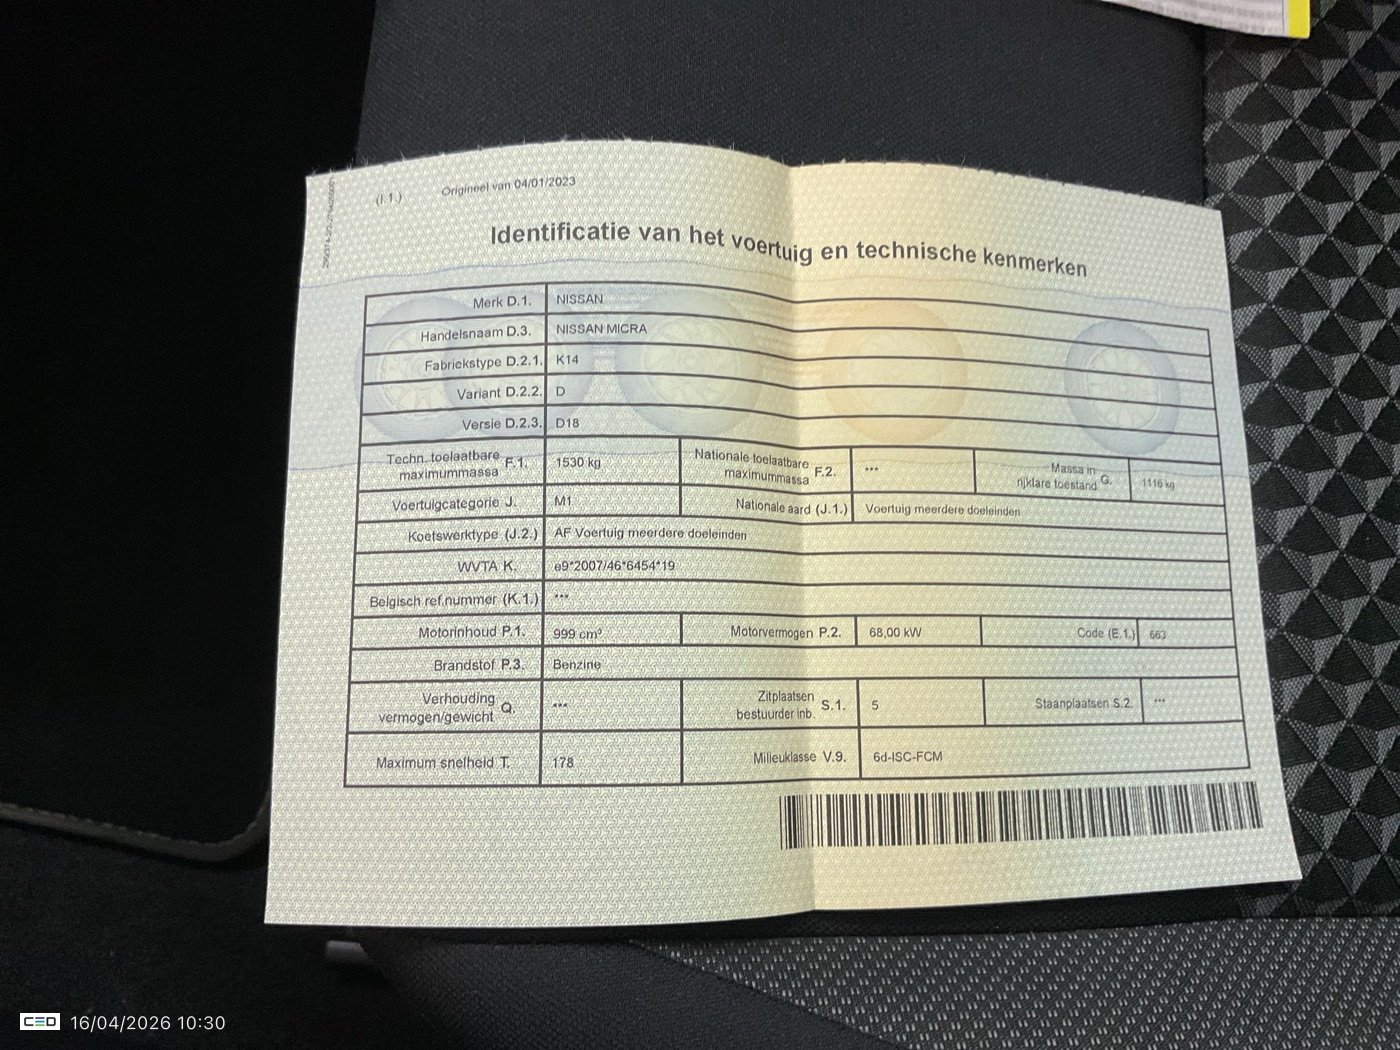 (I.1.) Origineel van 04/01/2023
Identificatie van het voertuig en technische kenmerken
Merk D.1. NISSAN
Handelsnaam D.3. NISSAN MICRA
Fabriekstype D.2.1. K14
Variant D.2.2. D
Versie D.2.3. D18
Techn. toelaatbare maximummassa F.1. 1530 kg Nationale toelaatbare maximummassa F.2. *** Massa in rijklare toestand G. 1116 kg
Voertuigcategorie J. M1 Nationale aard (J.1.) Voertuig meerdere doeleinden
Koetswerktype (J.2.) AF Voertuig meerdere doeleinden
WVTA K. e9*2007/46*6454*19
Belgisch ref.nummer (K.1.) ***
Motorinhoud P.1. 999 cm³ Motorvermogen P.2. 68,00 kW Code (E.1.) 663
Brandstof P.3. Benzine
Verhouding vermogen/gewicht Q. *** Zitplaatsen bestuurder inb. S.1. 5 Staanplaatsen S.2. ***
Maximum snelheid T. 178 Milieuklasse V.9. 6d-ISC-FCM
CED 16/04/2026 10:30